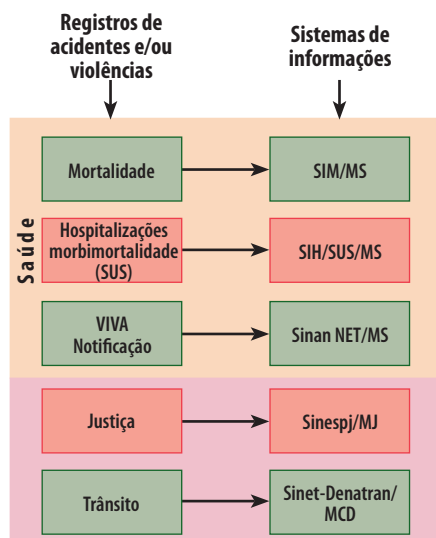 Registros de
acidentes e/ou
violências
Sistemas de
informações
Saúde
Mortalidade
SIM/MS
Hospitalizações
morbimortalidade
(SUS)
SIH/SUS/MS
VIVA
Notificação
Sinan NET/MS
Justiça
Sinespj/MJ
Trânsito
Sinet-Denatran/
MCD